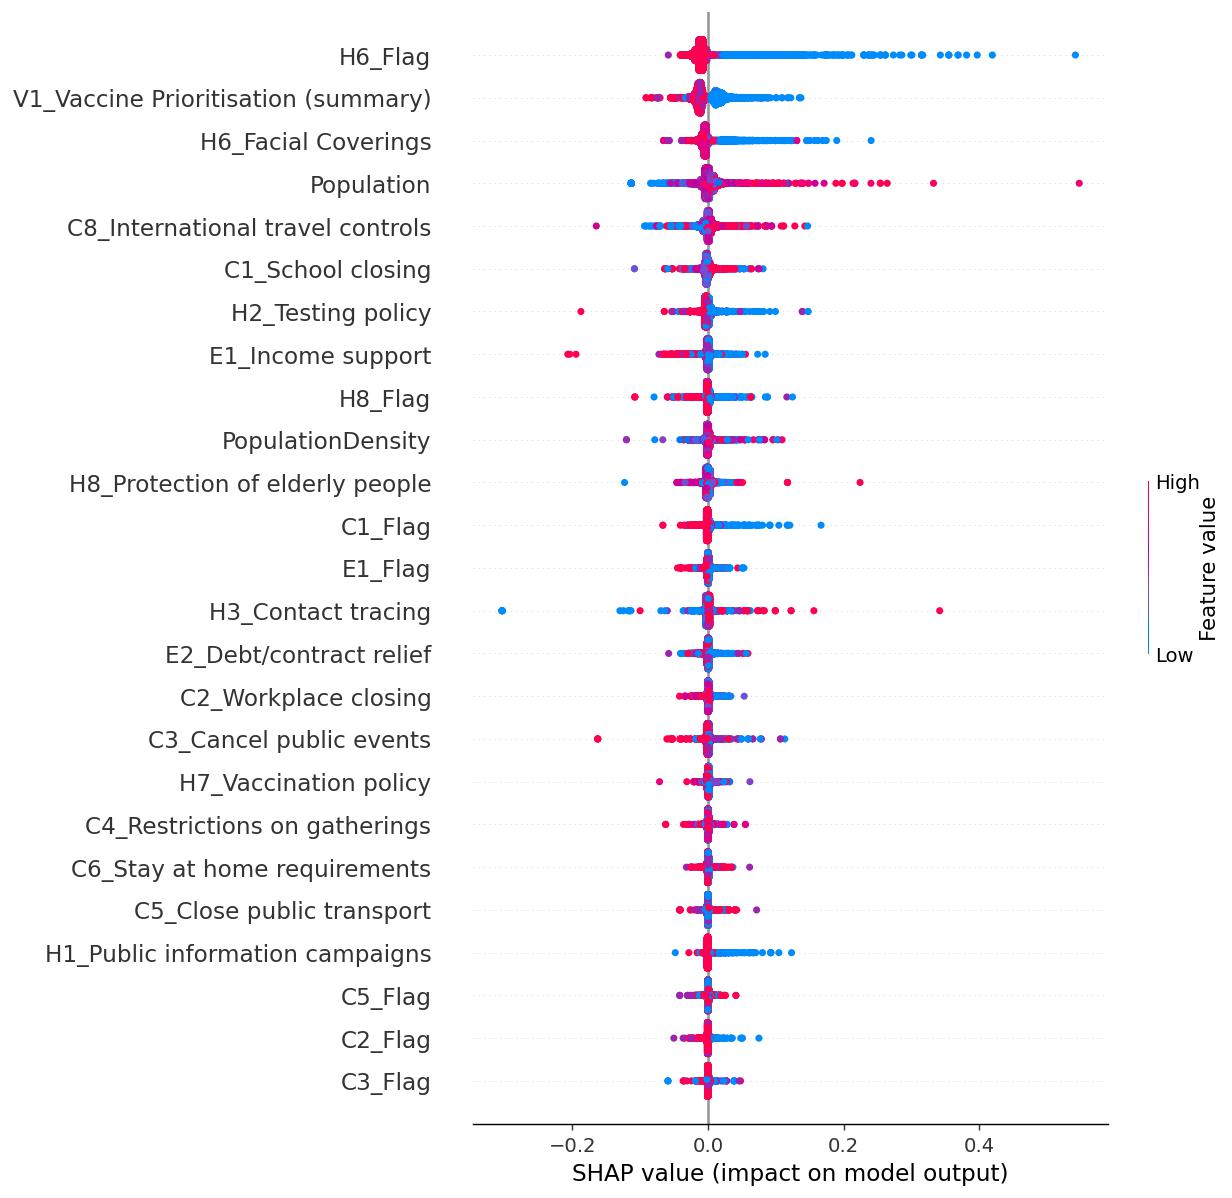 H6_Flag
V1_Vaccine Prioritisation (summary)
H6_Facial Coverings
Population
C8_International travel controls
C1_School closing
H2_Testing policy
E1_Income support
H8_Flag
PopulationDensity
H8_Protection of elderly people
C1_Flag
E1_Flag
H3_Contact tracing
E2_Debt/contract relief
C2_Workplace closing
C3_Cancel public events
H7_Vaccination policy
C4_Restrictions on gatherings
C6_Stay at home requirements
C5_Close public transport
H1_Public information campaigns
C5_Flag
C2_Flag
C3_Flag
−0.2 0.0 0.2 0.4
SHAP value (impact on model output)
High
Feature value
Low